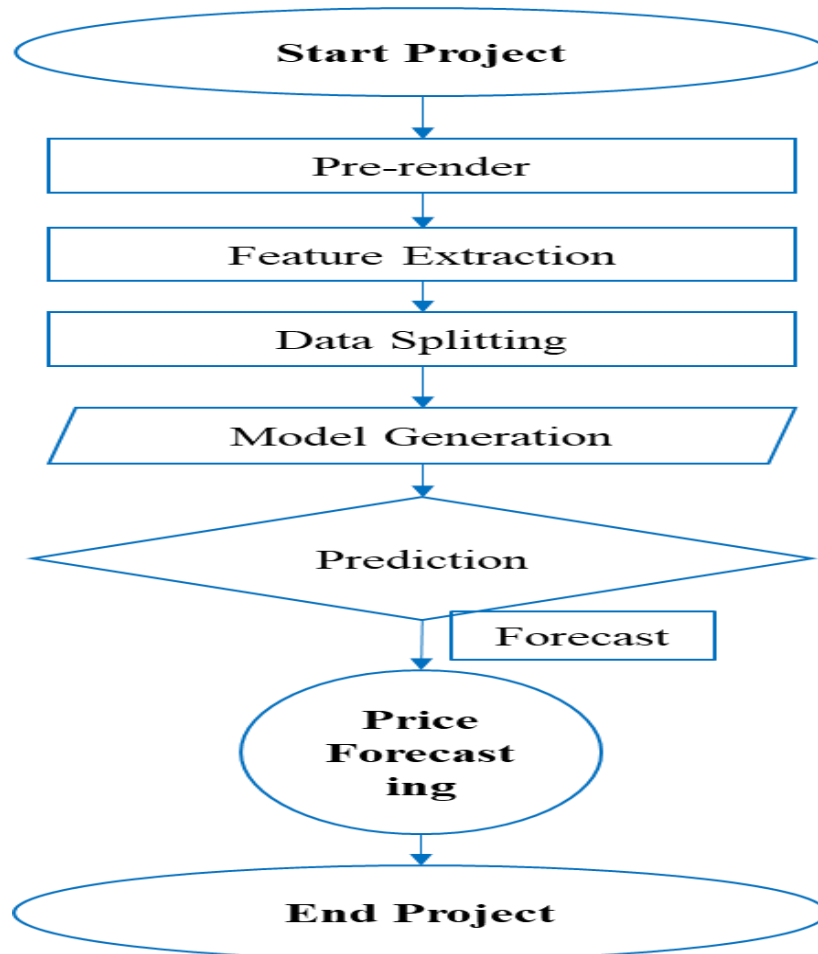 Start Project
Pre-render
Feature Extraction
Data Splitting
Model Generation
Prediction
Forecast
Price
Forecast
ing
End Project